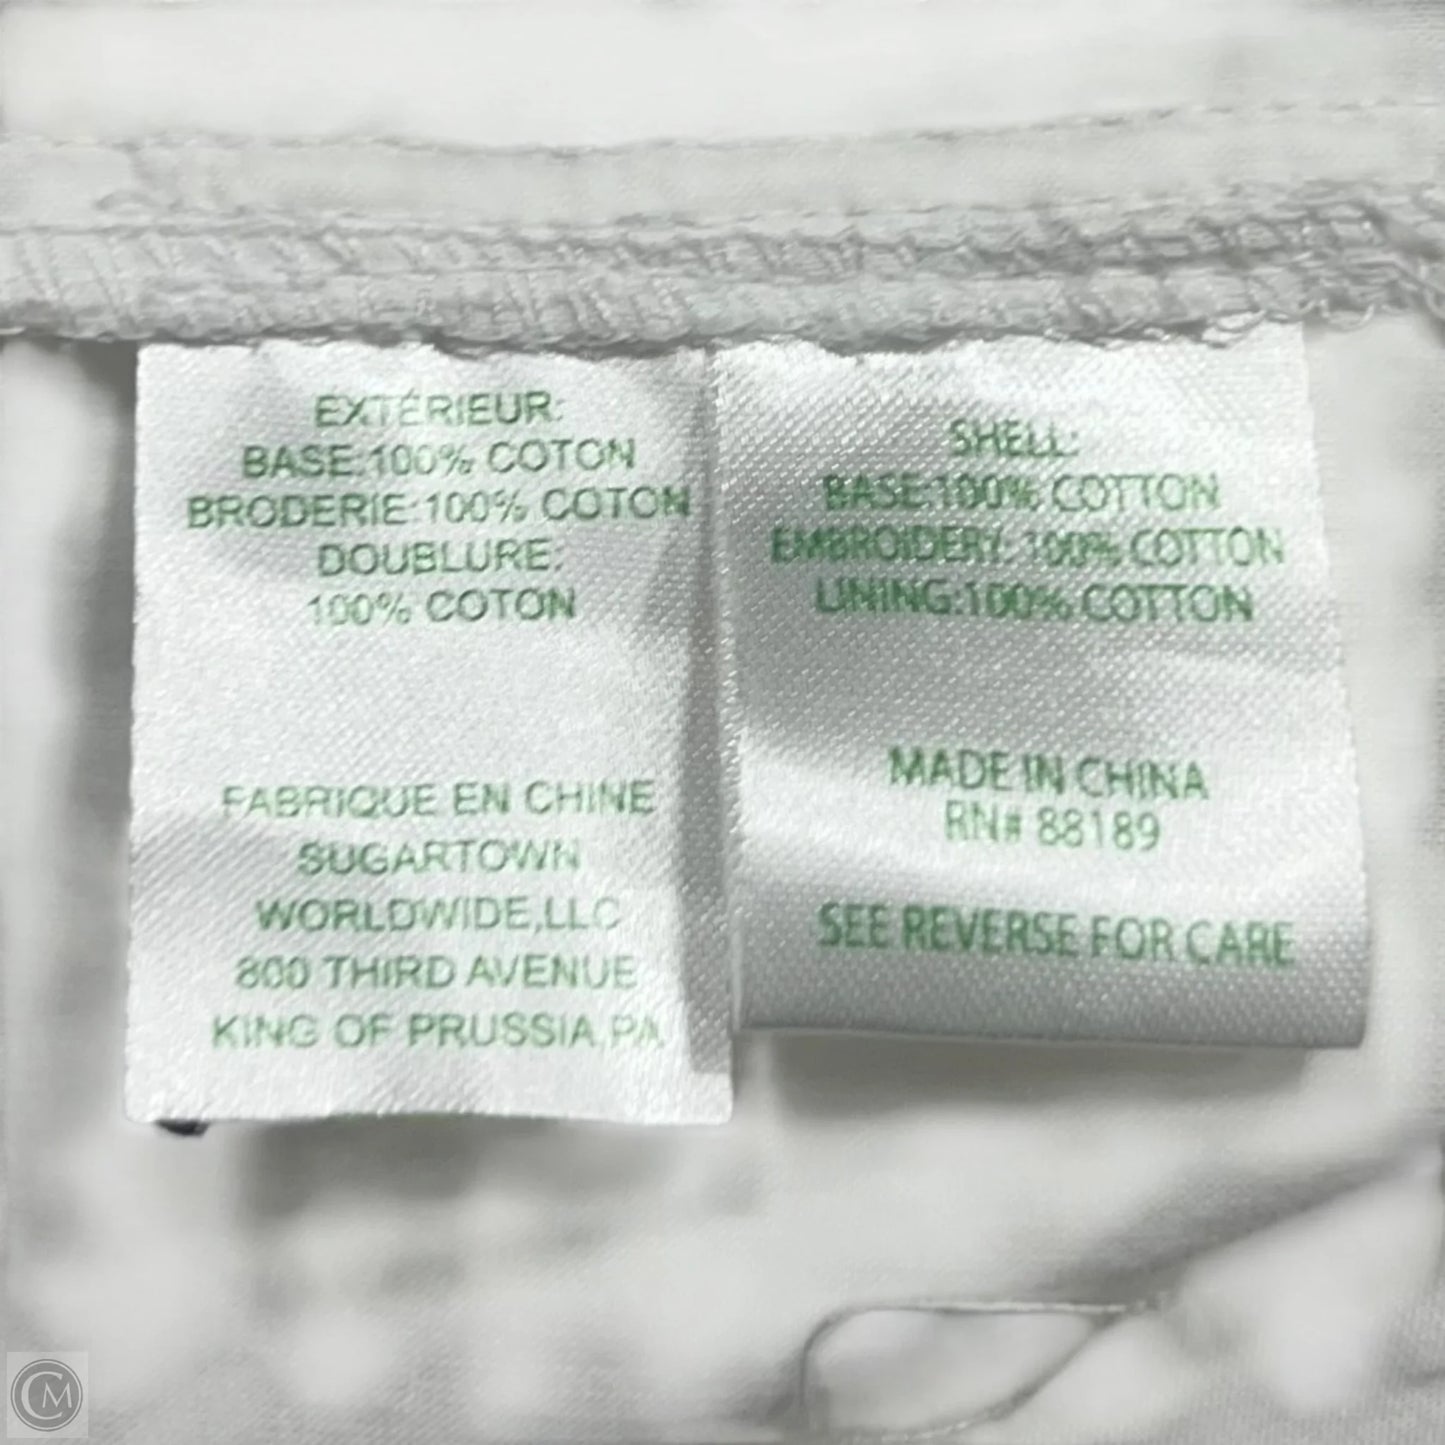 EXTÉRIEUR:
BASE:100% COTON
BRODERIE:100% COTON
DOUBLURE:
100% COTON
FABRIQUE EN CHINE
SUGARTOWN
WORLDWIDE,LLC
800 THIRD AVENUE
KING OF PRUSSIA,PA
SHELL:
BASE:100% COTTON
EMBROIDERY: 100% COTTON
LINING:100% COTTON
MADE IN CHINA
RN# 88189
SEE REVERSE FOR CARE
CM